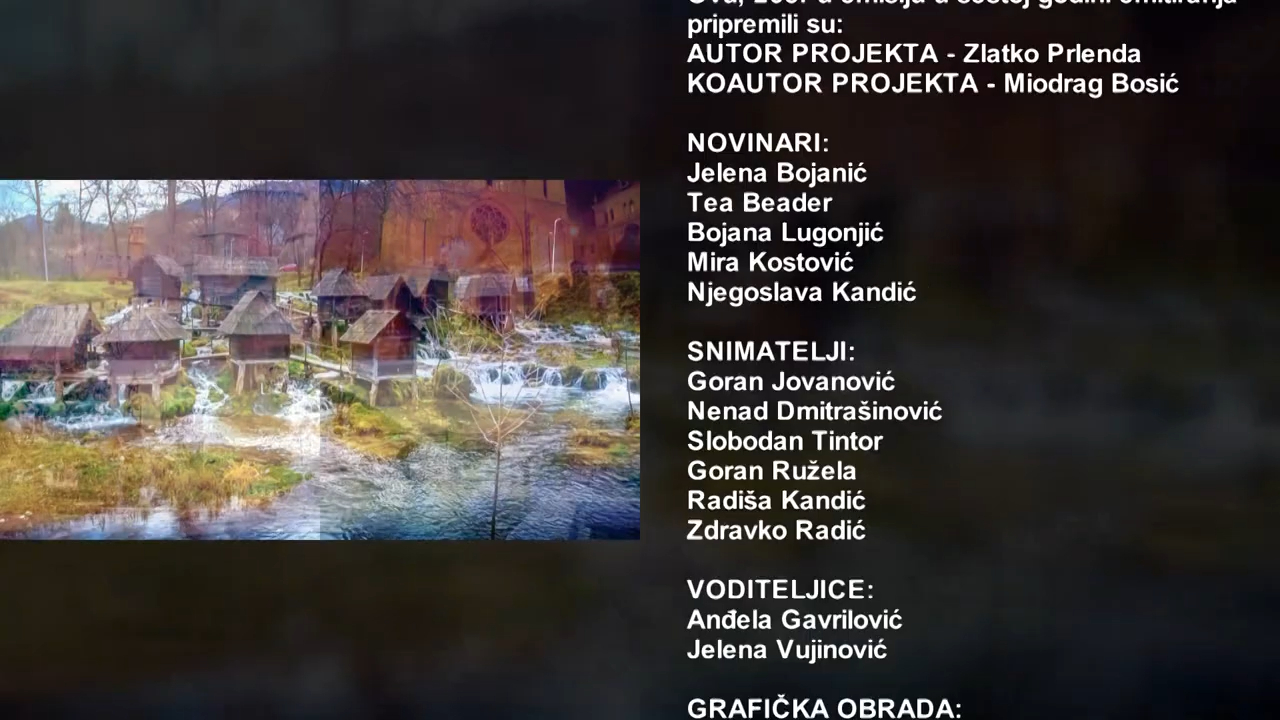 pripremili su:
AUTOR PROJEKTA - Zlatko Prlenda
KOAUTOR PROJEKTA - Miodrag Bosić
NOVINARI:
Jelena Bojanić
Tea Beader
Bojana Lugonjić
Mira Kostović
Njegoslava Kandić
SNIMATELJI:
Goran Jovanović
Nenad Dmitrašinović
Slobodan Tintor
Goran Ružela
Radiša Kandić
Zdravko Radić
VODITELJICE:
Anđela Gavrilović
Jelena Vujinović
GRAFIČKA OBRADA: